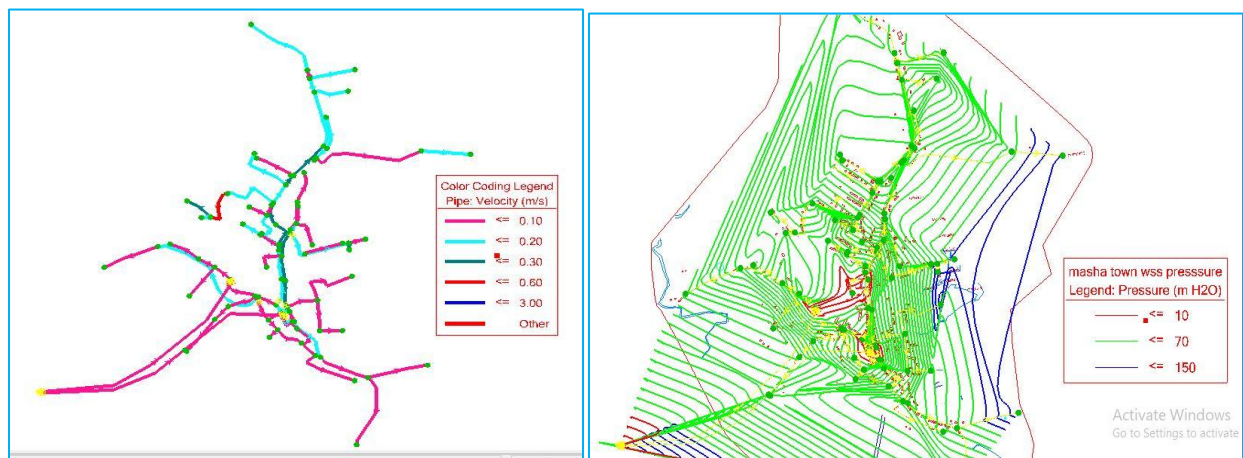 Color Coding Legend
Pipe: Velocity (m/s)
<= 0.10
<= 0.20
<= 0.30
<= 0.60
<= 3.00
Other
masha town wss presssure
Legend: Pressure (m H2O)
<= 10
<= 70
<= 150
Activate Windows
Go to Settings to activate